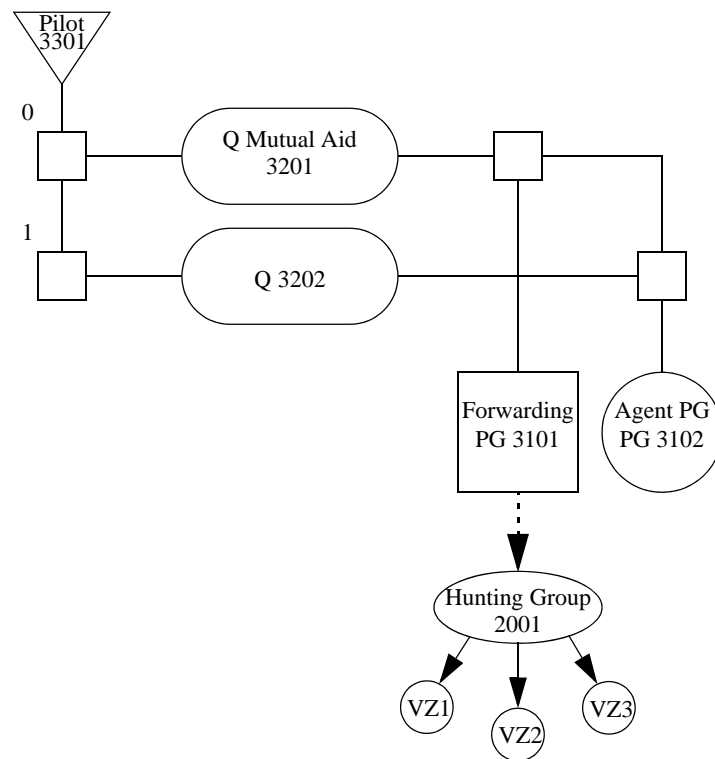 Pilot
3301
0
Q Mutual Aid
3201
1
Q 3202
Forwarding
PG 3101
Agent PG
PG 3102
Hunting Group
2001
VZ1
VZ2
VZ3